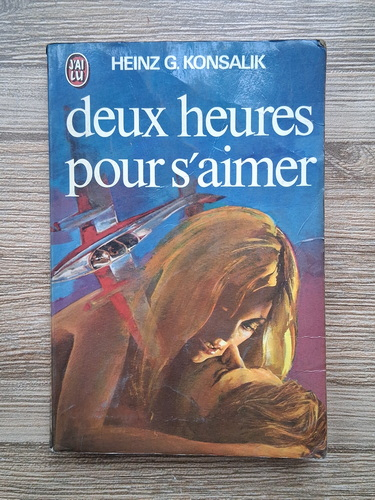 J'AI
LU
HEINZ G. KONSALIK
deux heures
pour s'aimer